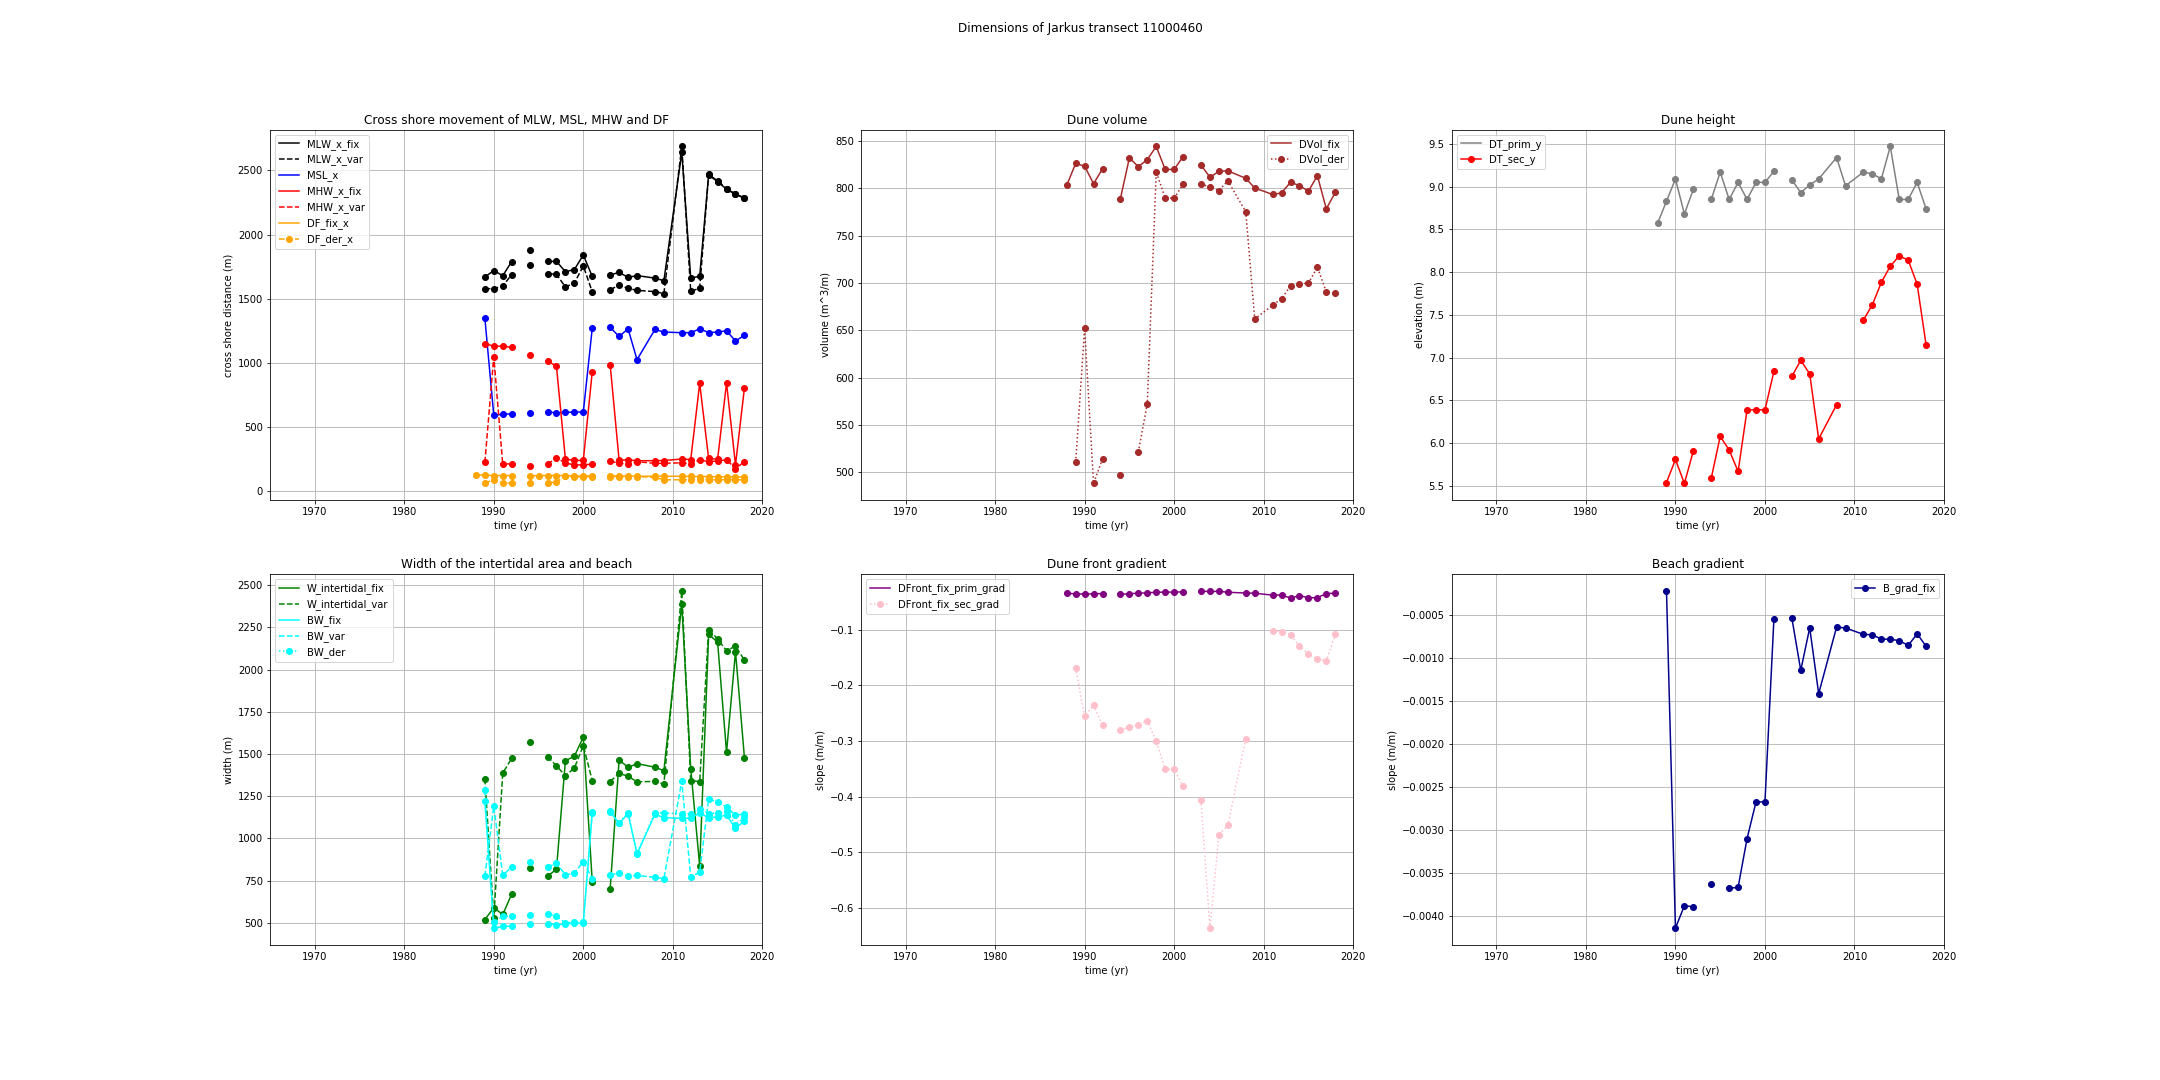 Dimensions of Jarkus transect 11000460
Cross shore movement of MLW, MSL, MHW and DF
MLW_x_fix
MLW_x_var
MSL_x
MHW_x_fix
MHW_x_var
DF_fix_x
DF_der_x
cross shore distance (m)
2500
2000
1500
1000
500
0
1970 1980 1990 2000 2010 2020
time (yr)
Dune volume
DVol_fix
DVol_der
volume (m^3/m)
850
800
750
700
650
600
550
500
1970 1980 1990 2000 2010 2020
time (yr)
Dune height
DT_prim_y
DT_sec_y
elevation (m)
9.5
9.0
8.5
8.0
7.5
7.0
6.5
6.0
5.5
1970 1980 1990 2000 2010 2020
time (yr)
Width of the intertidal area and beach
W_intertidal_fix
W_intertidal_var
BW_fix
BW_var
BW_der
width (m)
2500
2250
2000
1750
1500
1250
1000
750
500
1970 1980 1990 2000 2010 2020
time (yr)
Dune front gradient
DFront_fix_prim_grad
DFront_fix_sec_grad
slope (m/m)
−0.1
−0.2
−0.3
−0.4
−0.5
−0.6
1970 1980 1990 2000 2010 2020
time (yr)
Beach gradient
B_grad_fix
slope (m/m)
−0.0005
−0.0010
−0.0015
−0.0020
−0.0025
−0.0030
−0.0035
−0.0040
1970 1980 1990 2000 2010 2020
time (yr)